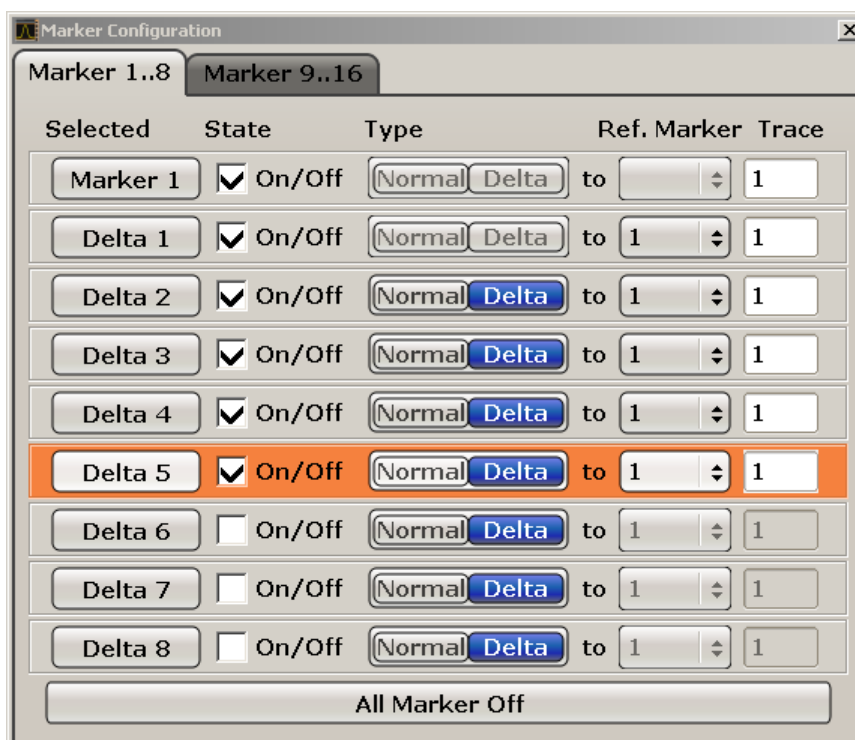 Marker Configuration
Marker 1..8 Marker 9..16
Selected State Type Ref. Marker Trace
Marker 1 On/Off Normal Delta to 1
Delta 1 On/Off Normal Delta to 1 1
Delta 2 On/Off Normal Delta to 1 1
Delta 3 On/Off Normal Delta to 1 1
Delta 4 On/Off Normal Delta to 1 1
Delta 5 On/Off Normal Delta to 1 1
Delta 6 On/Off Normal Delta to 1 1
Delta 7 On/Off Normal Delta to 1 1
Delta 8 On/Off Normal Delta to 1 1
All Marker Off